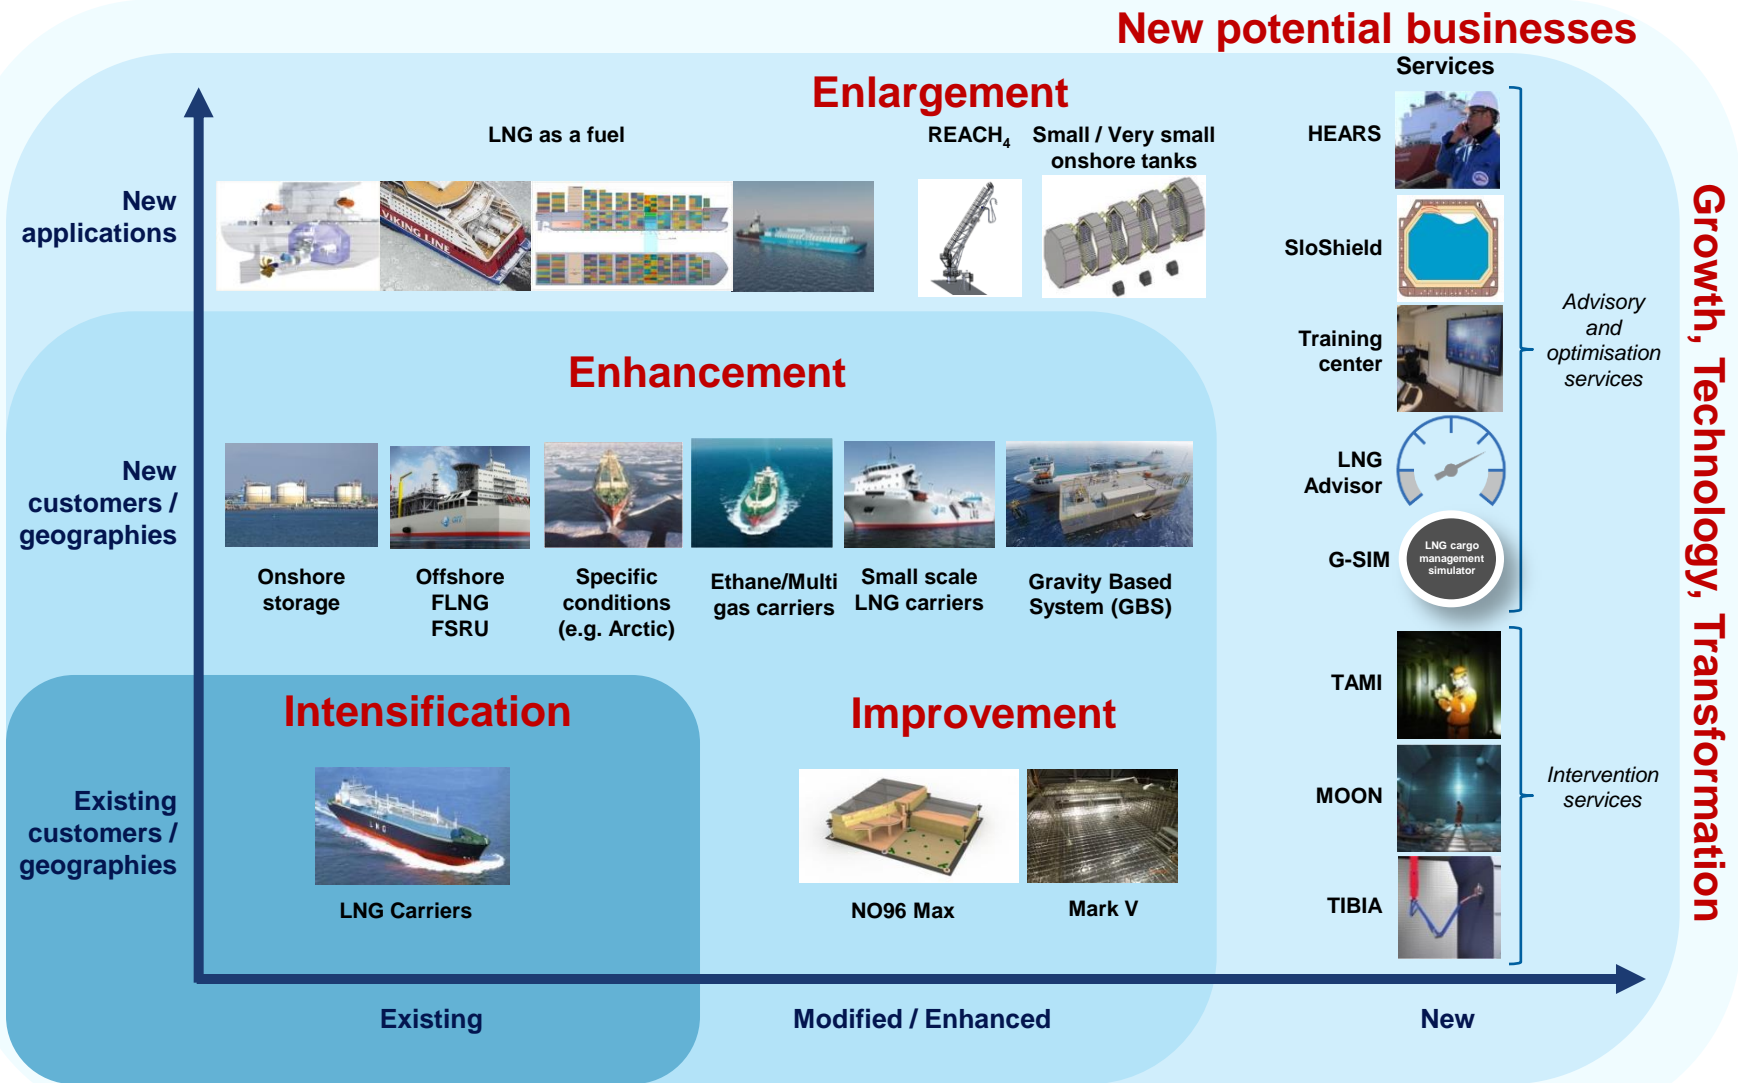 New potential businesses
Services
Enlargement
LNG as a fuel
REACH₄
Small / Very small
onshore tanks
New
applications
VIKING LINE
HEARS
SloShield
Training
center
LNG
Advisor
G-SIM
LNG cargo
management
simulator
Advisory
and
optimisation
services
Growth, Technology, Transformation
Enhancement
New
customers /
geographies
LNG
Onshore
storage
Offshore
FLNG
FSRU
Specific
conditions
(e.g. Arctic)
Ethane/Multi
gas carriers
Small scale
LNG carriers
Gravity Based
System (GBS)
TAMI
MOON
TIBIA
Intervention
services
Intensification
Improvement
Existing
customers /
geographies
LNG
LNG Carriers
NO96 Max
Mark V
Existing
Modified / Enhanced
New